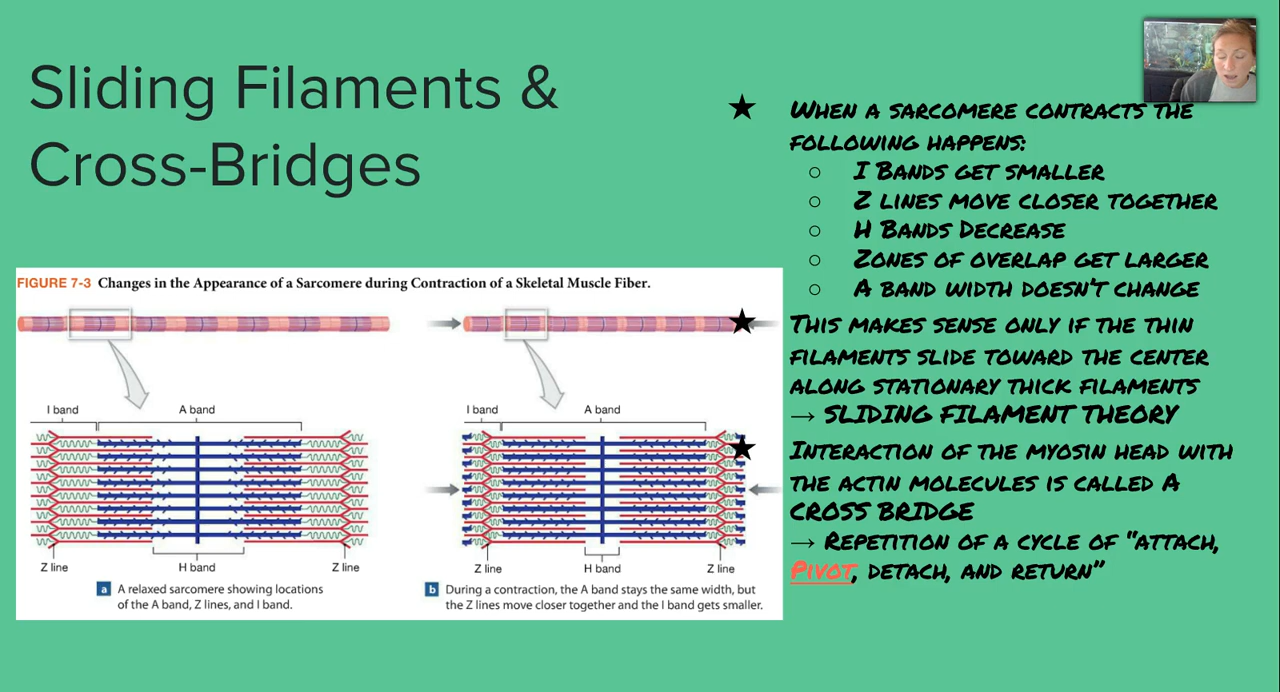 Sliding Filaments &
Cross-Bridges
★ WHEN A SARCOMERE CONTRACTS THE
FOLLOWING HAPPENS:
○ I BANDS GET SMALLER
○ Z LINES MOVE CLOSER TOGETHER
○ H BANDS DECREASE
○ ZONES OF OVERLAP GET LARGER
○ A BAND WIDTH DOESN'T CHANGE
★ THIS MAKES SENSE ONLY IF THE THIN
FILAMENTS SLIDE TOWARD THE CENTER
ALONG STATIONARY THICK FILAMENTS
→ SLIDING FILAMENT THEORY
★ INTERACTION OF THE MYOSIN HEAD WITH
THE ACTIN MOLECULES IS CALLED A
CROSS BRIDGE
→ REPETITION OF A CYCLE OF "ATTACH,
PIVOT, DETACH, AND RETURN"
FIGURE 7-3 Changes in the Appearance of a Sarcomere during Contraction of a Skeletal Muscle Fiber.
I band A band
Z line H band Z line
a A relaxed sarcomere showing locations
of the A band, Z lines, and I band.
I band A band
Z line H band Z line
b During a contraction, the A band stays the same width, but
the Z lines move closer together and the I band gets smaller.